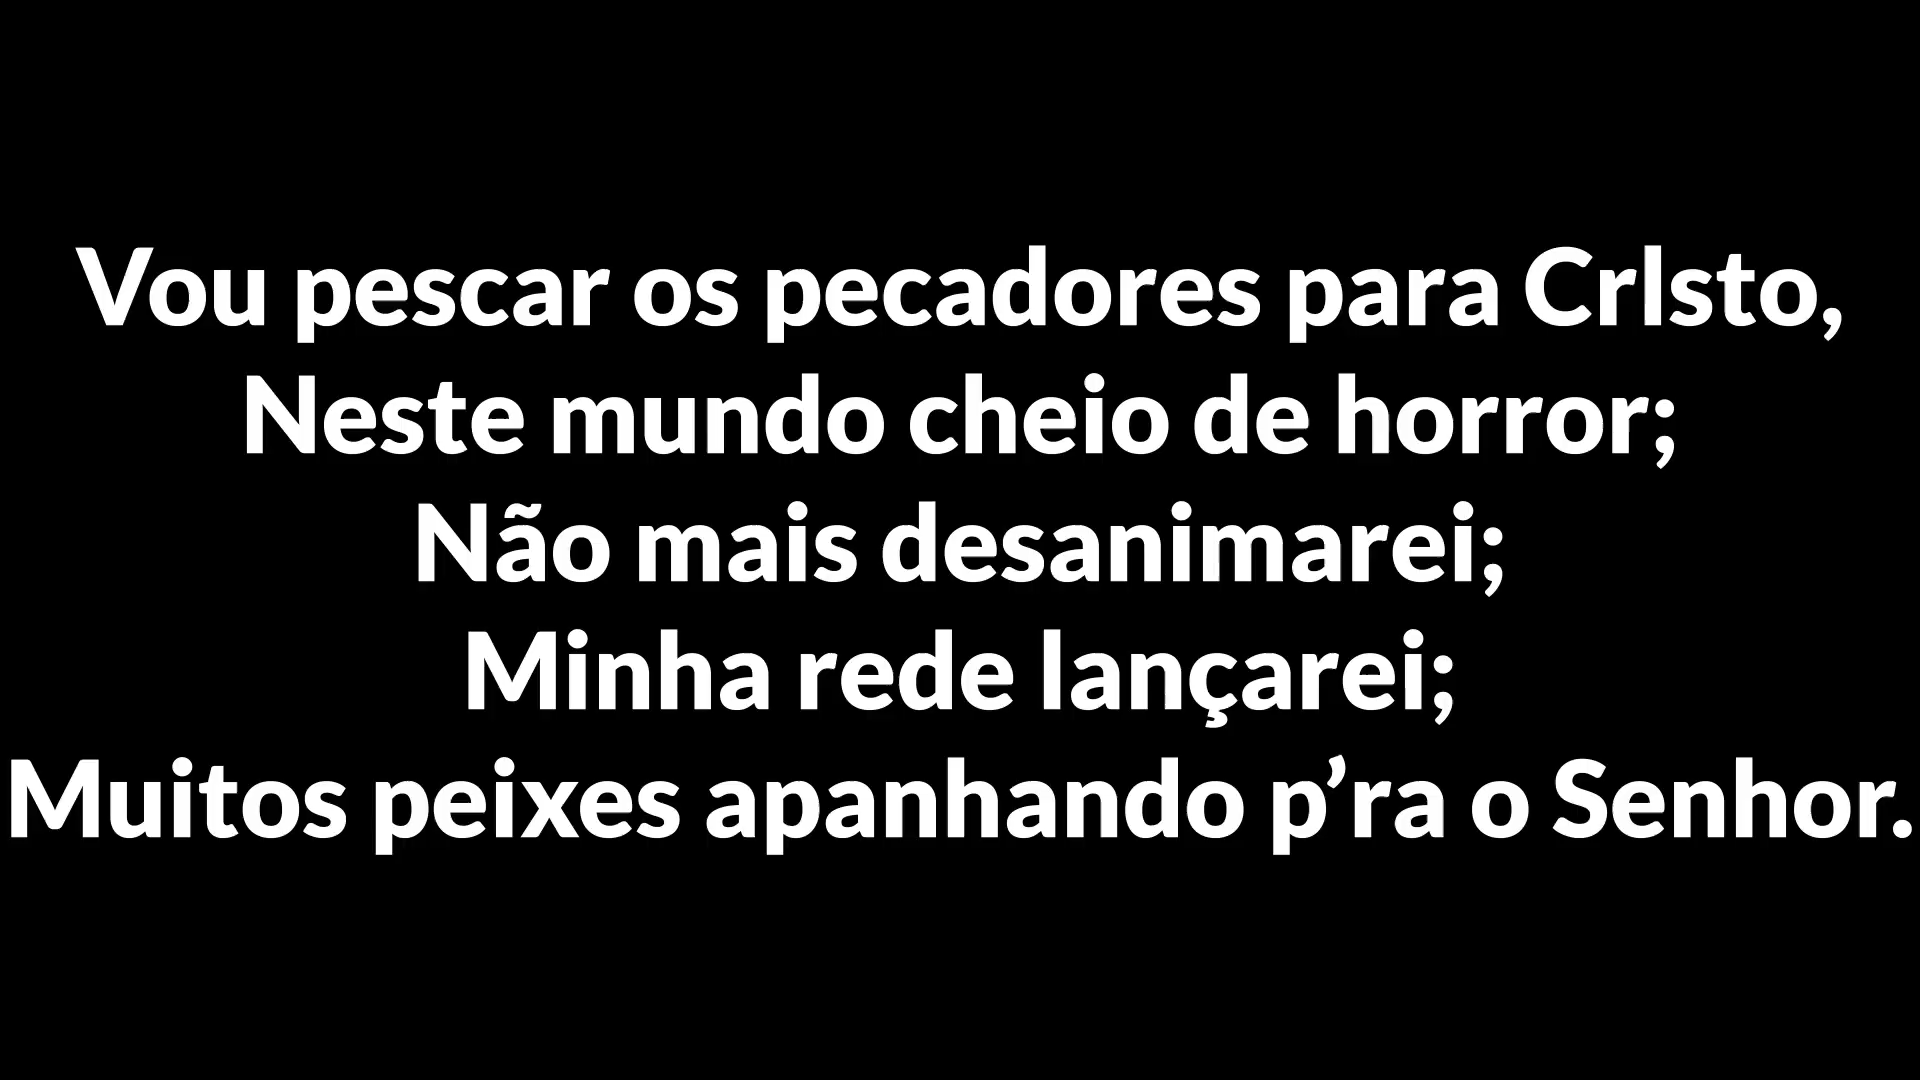 Vou pescar os pecadores para Crlsto,
Neste mundo cheio de horror;
Não mais desanimarei;
Minha rede lançarei;
Muitos peixes apanhando p’ra o Senhor.